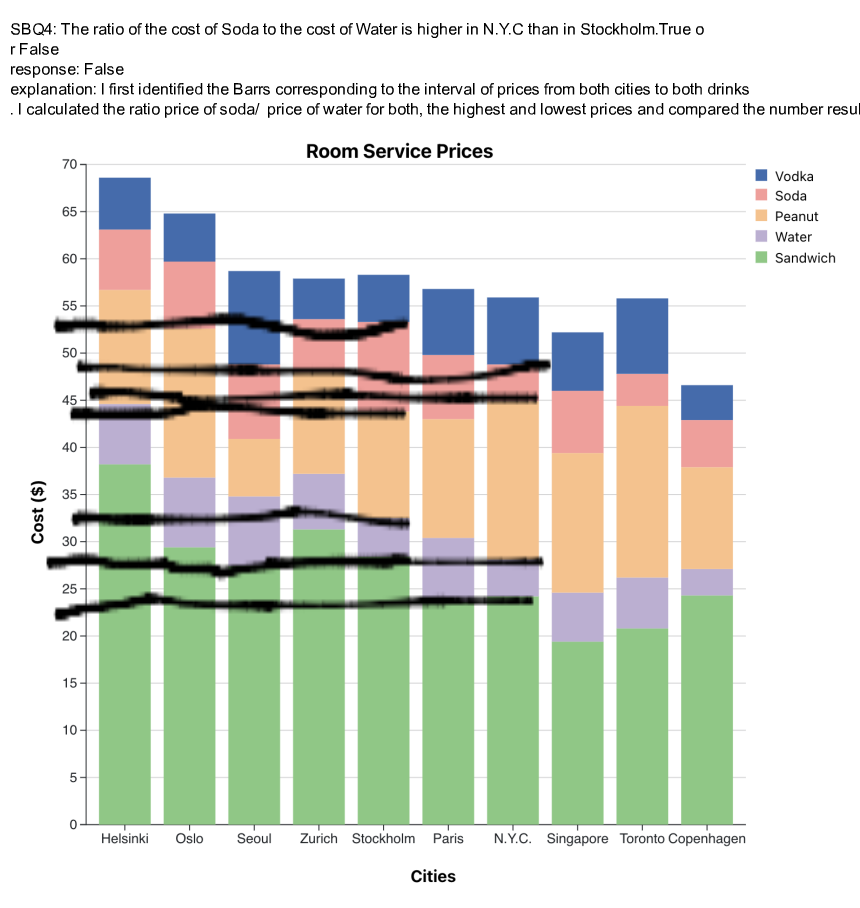 SBQ4: The ratio of the cost of Soda to the cost of Water is higher in N.Y.C than in Stockholm.True o
r False
response: False
explanation: I first identified the Barrs corresponding to the interval of prices from both cities to both drinks
. I calculated the ratio price of soda/ price of water for both, the highest and lowest prices and compared the number resul
Room Service Prices
Vodka
Soda
Peanut
Water
Sandwich
Cost ($)
70
65
60
55
50
45
40
35
30
25
20
15
10
5
0
Helsinki Oslo Seoul Zurich Stockholm Paris N.Y.C. Singapore Toronto Copenhagen
Cities